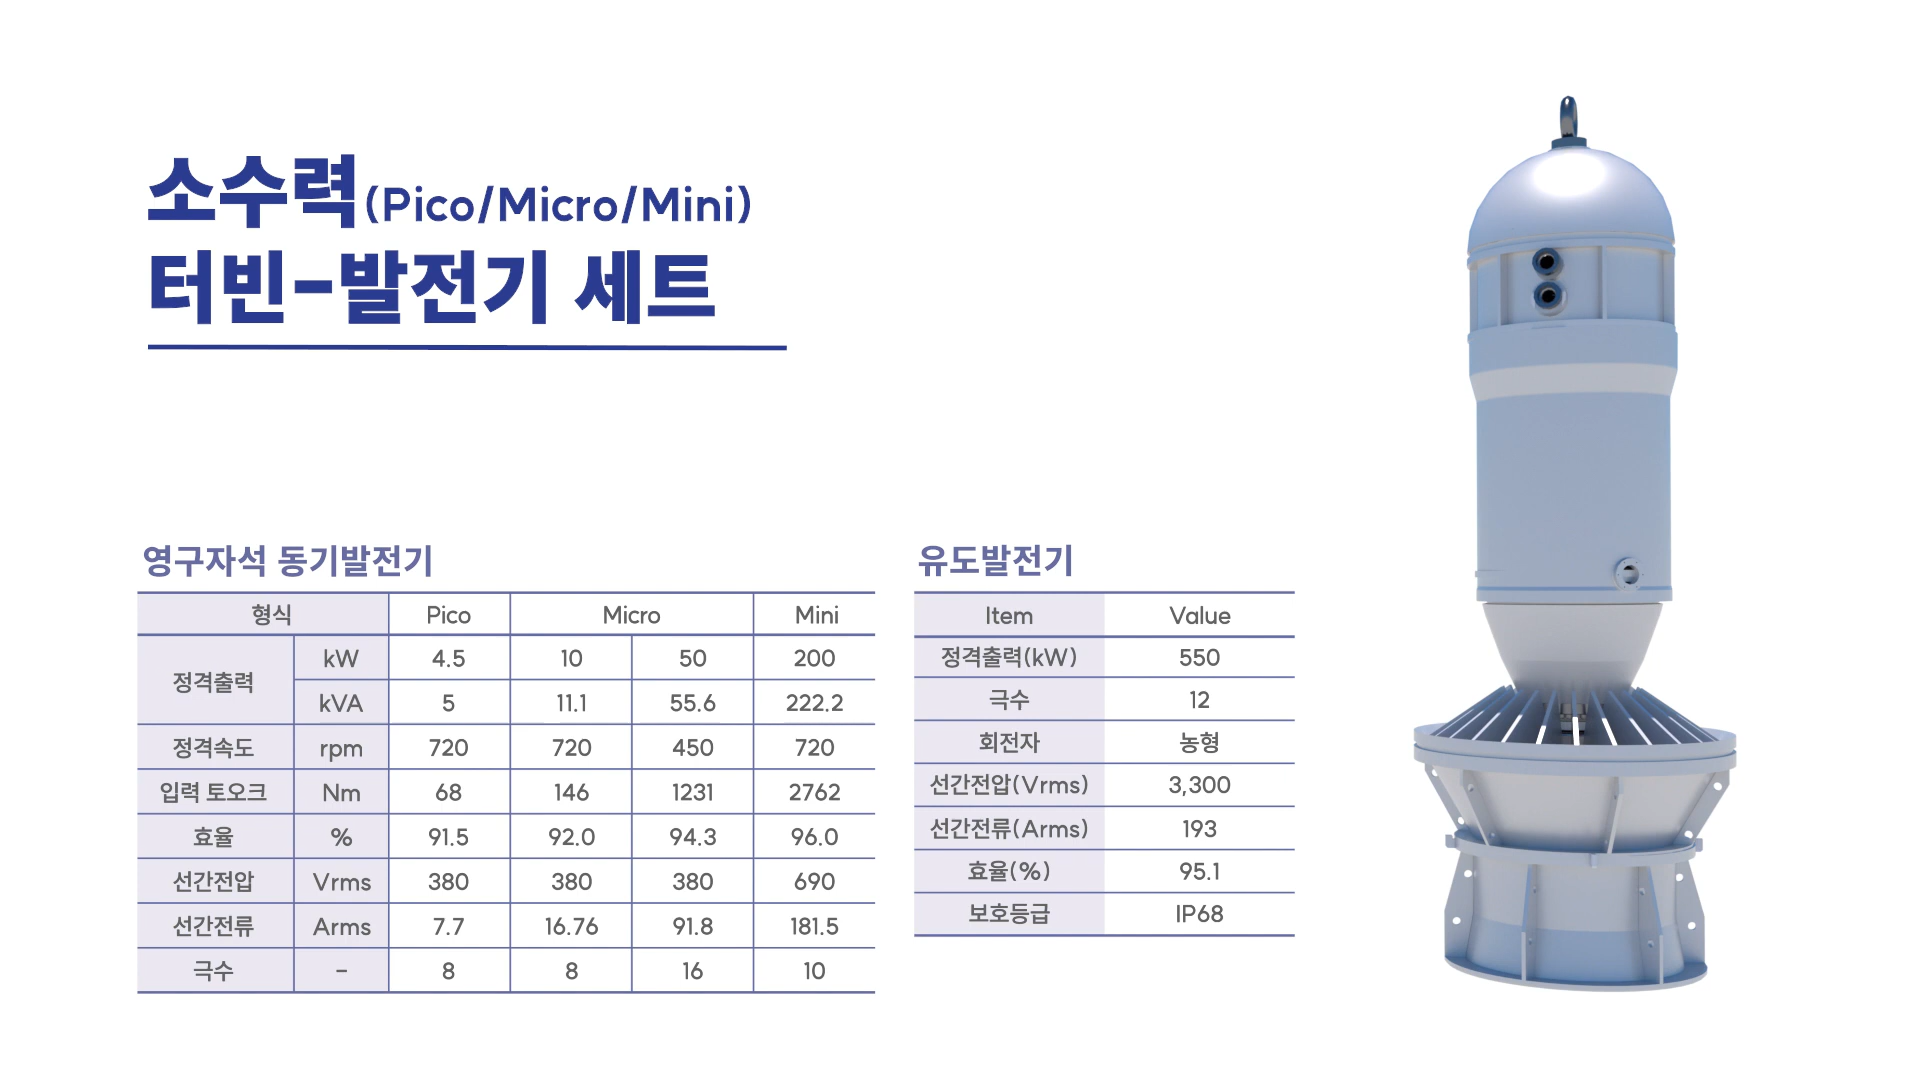 소수력(Pico/Micro/Mini)
터빈-발전기 세트
영구자석 동기발전기
형식 Pico Micro Mini
정격출력 kW 4.5 10 50 200
kVA 5 11.1 55.6 222.2
정격속도 rpm 720 720 450 720
입력 토오크 Nm 68 146 1231 2762
효율 % 91.5 92.0 94.3 96.0
선간전압 Vrms 380 380 380 690
선간전류 Arms 7.7 16.76 91.8 181.5
극수 - 8 8 16 10
유도발전기
Item Value
정격출력(kW) 550
극수 12
회전자 농형
선간전압(Vrms) 3,300
선간전류(Arms) 193
효율(%) 95.1
보호등급 IP68